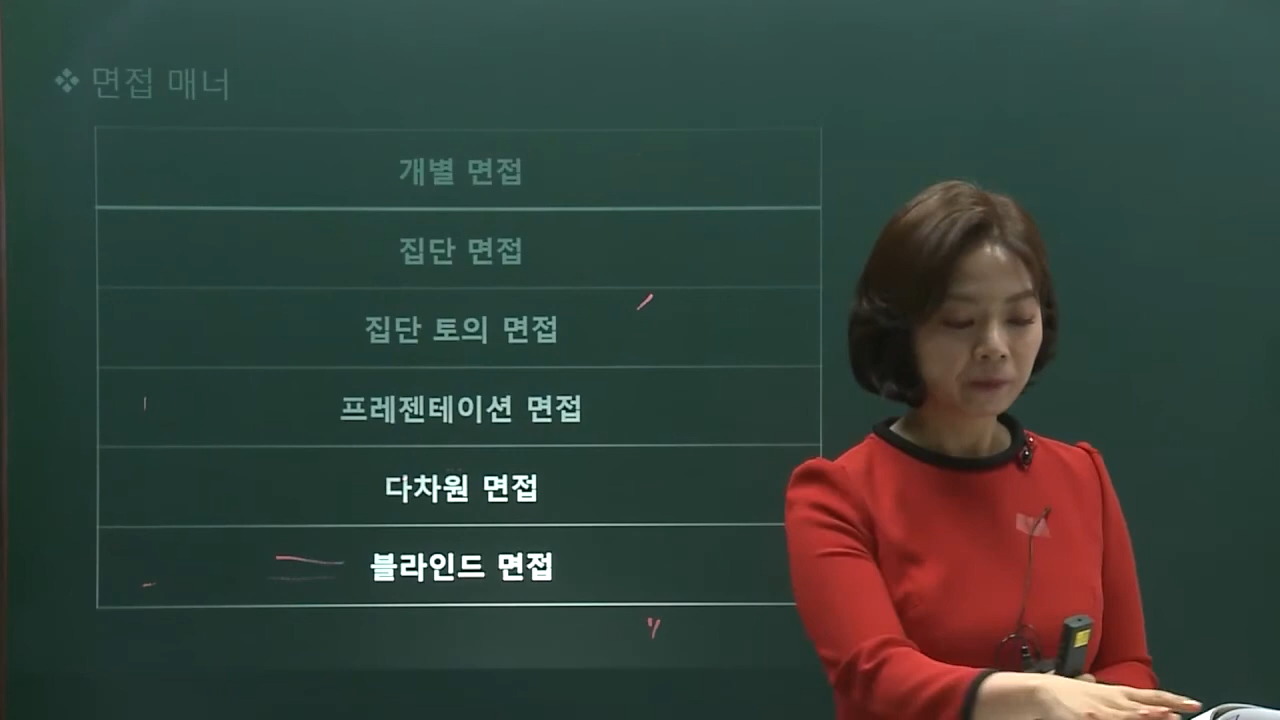 ❖ 면접 매너
개별 면접
집단 면접
집단 토의 면접
프레젠테이션 면접
다차원 면접
블라인드 면접